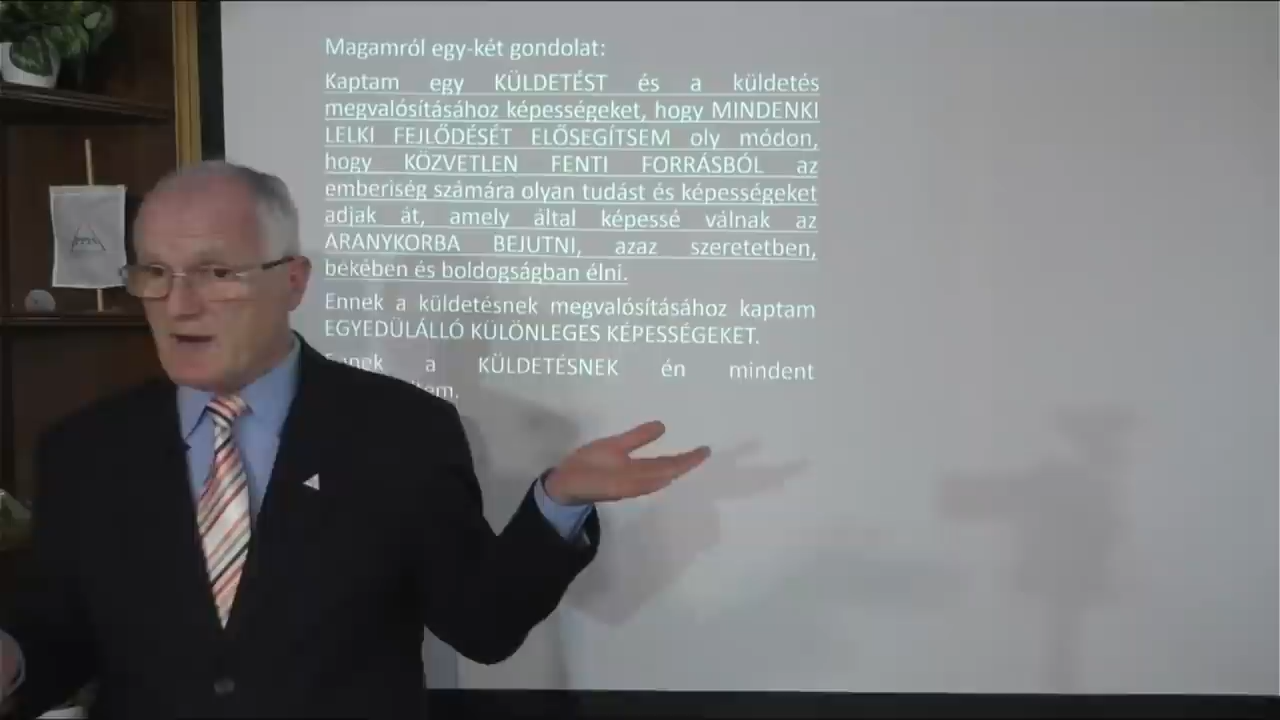 Magamról egy-két gondolat:
Kaptam egy KÜLDETÉST és a küldetés
megvalósításához képességeket, hogy MINDENKI
LELKI FEJLŐDÉSÉT ELŐSEGÍTSEM oly módon,
hogy KÖZVETLEN FENTI FORRÁSBÓL az
emberiség számára olyan tudást és képességeket
adjak át, amely által képessé válnak az
ARANYKORBA BEJUTNI, azaz szeretetben,
békében és boldogságban élni.
Ennek a küldetésnek megvalósításához kaptam
EGYEDÜLÁLLÓ KÜLÖNLEGES KÉPESSÉGEKET.
a KÜLDETÉSNEK én mindent